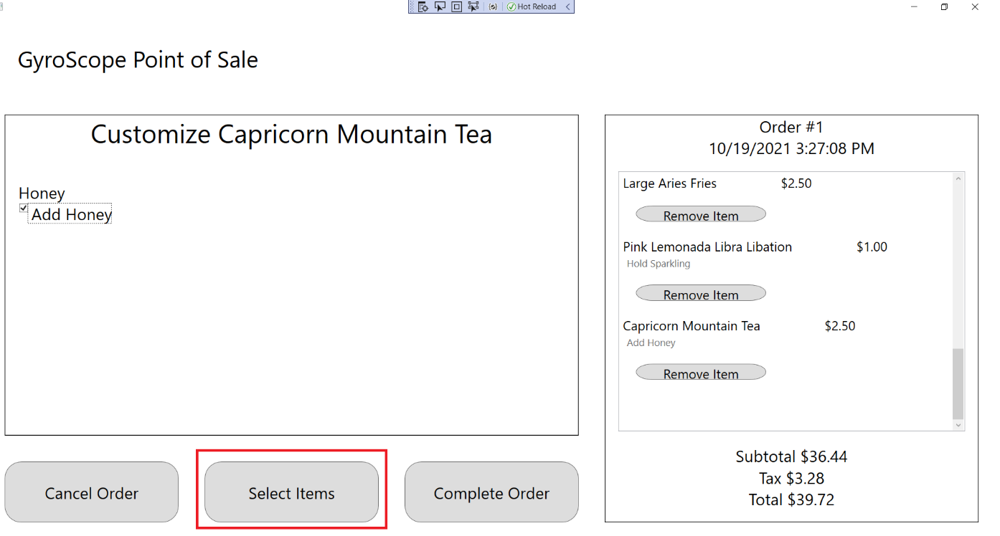 Hot Reload
GyroScope Point of Sale
Customize Capricorn Mountain Tea
Honey
Add Honey
Cancel Order
Select Items
Complete Order
Order #1
10/19/2021 3:27:08 PM
Large Aries Fries $2.50
Remove Item
Pink Lemonada Libra Libation $1.00
Hold Sparkling
Remove Item
Capricorn Mountain Tea $2.50
Add Honey
Remove Item
Subtotal $36.44
Tax $3.28
Total $39.72